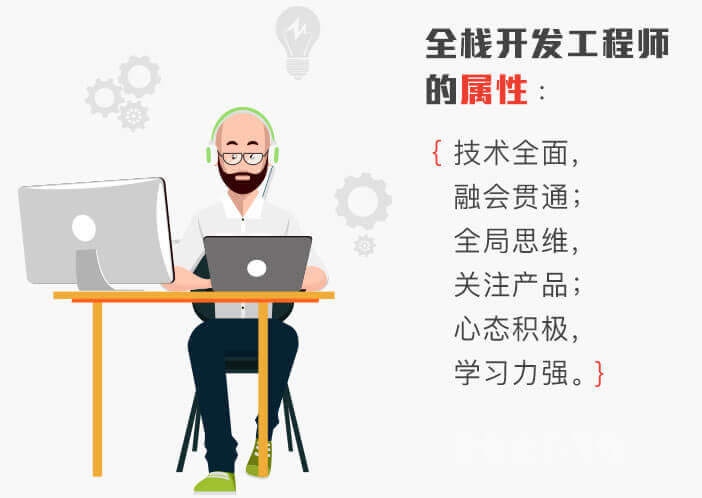 全栈开发工程师
的属性：
{ 技术全面，
融会贯通；
全局思维，
关注产品；
心态积极，
学习力强。}